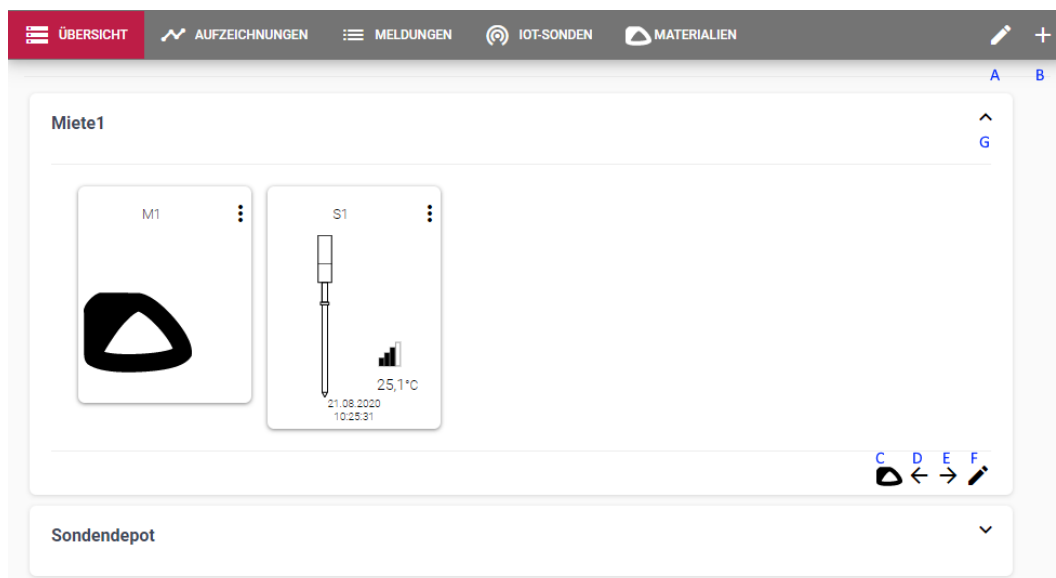 ÜBERSICHT AUFZEICHNUNGEN MELDUNGEN IOT-SONDEN MATERIALIEN
A B
Miete1
G
M1 S1
25,1°C
21.08.2020
10:25:31
C D E F
Sondendepot